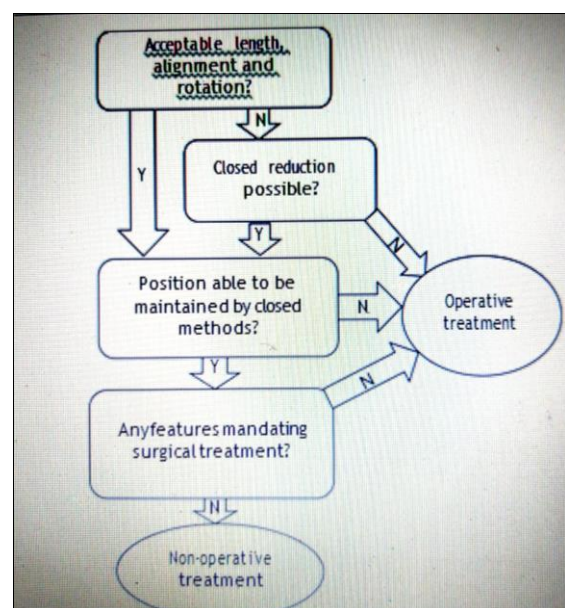 Acceptable length,
alignment and
rotation?
N
Y
Closed reduction
possible?
Y
N
Position able to be
maintained by closed
methods?
N
Operative
treatment
Y
N
Anyfeatures mandating
surgical treatment?
N
Non-operative
treatment